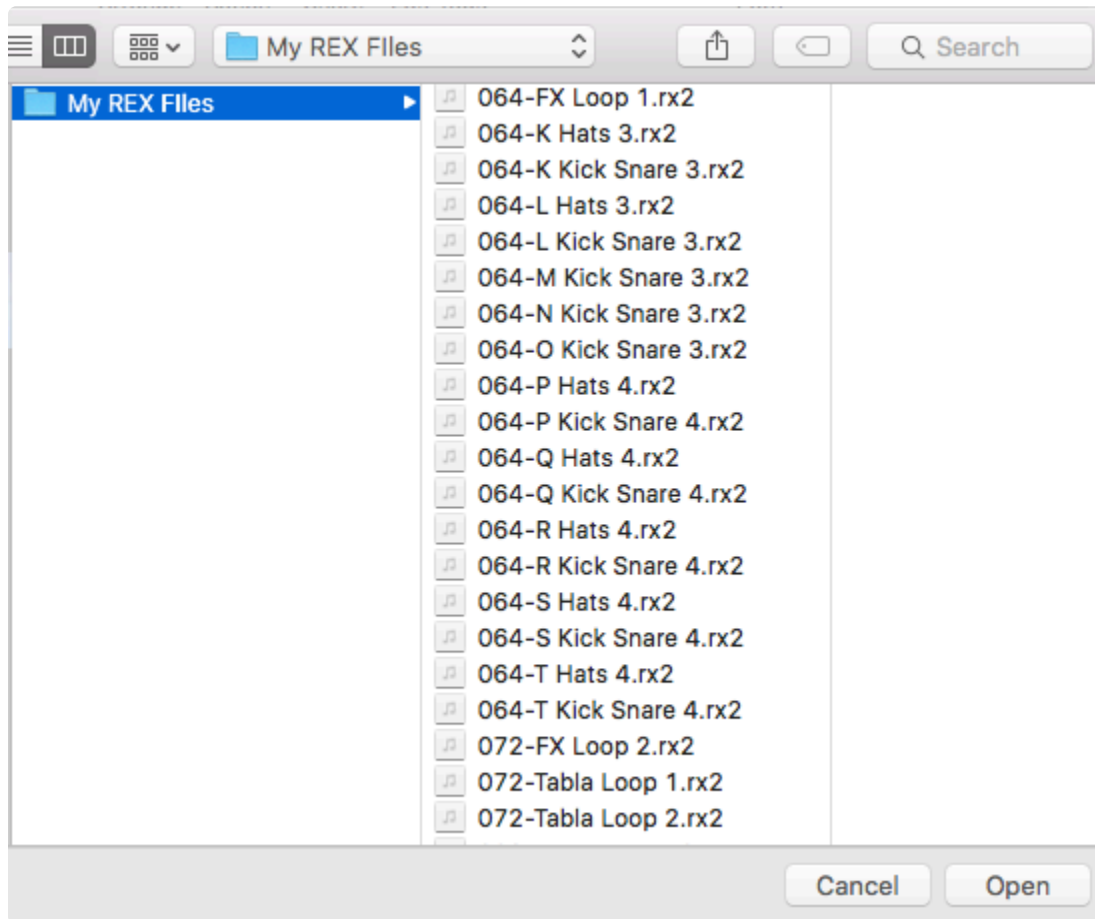 My REX FIles
Search
My REX FIles
064-FX Loop 1.rx2
064-K Hats 3.rx2
064-K Kick Snare 3.rx2
064-L Hats 3.rx2
064-L Kick Snare 3.rx2
064-M Kick Snare 3.rx2
064-N Kick Snare 3.rx2
064-O Kick Snare 3.rx2
064-P Hats 4.rx2
064-P Kick Snare 4.rx2
064-Q Hats 4.rx2
064-Q Kick Snare 4.rx2
064-R Hats 4.rx2
064-R Kick Snare 4.rx2
064-S Hats 4.rx2
064-S Kick Snare 4.rx2
064-T Hats 4.rx2
064-T Kick Snare 4.rx2
072-FX Loop 2.rx2
072-Tabla Loop 1.rx2
072-Tabla Loop 2.rx2
Cancel
Open